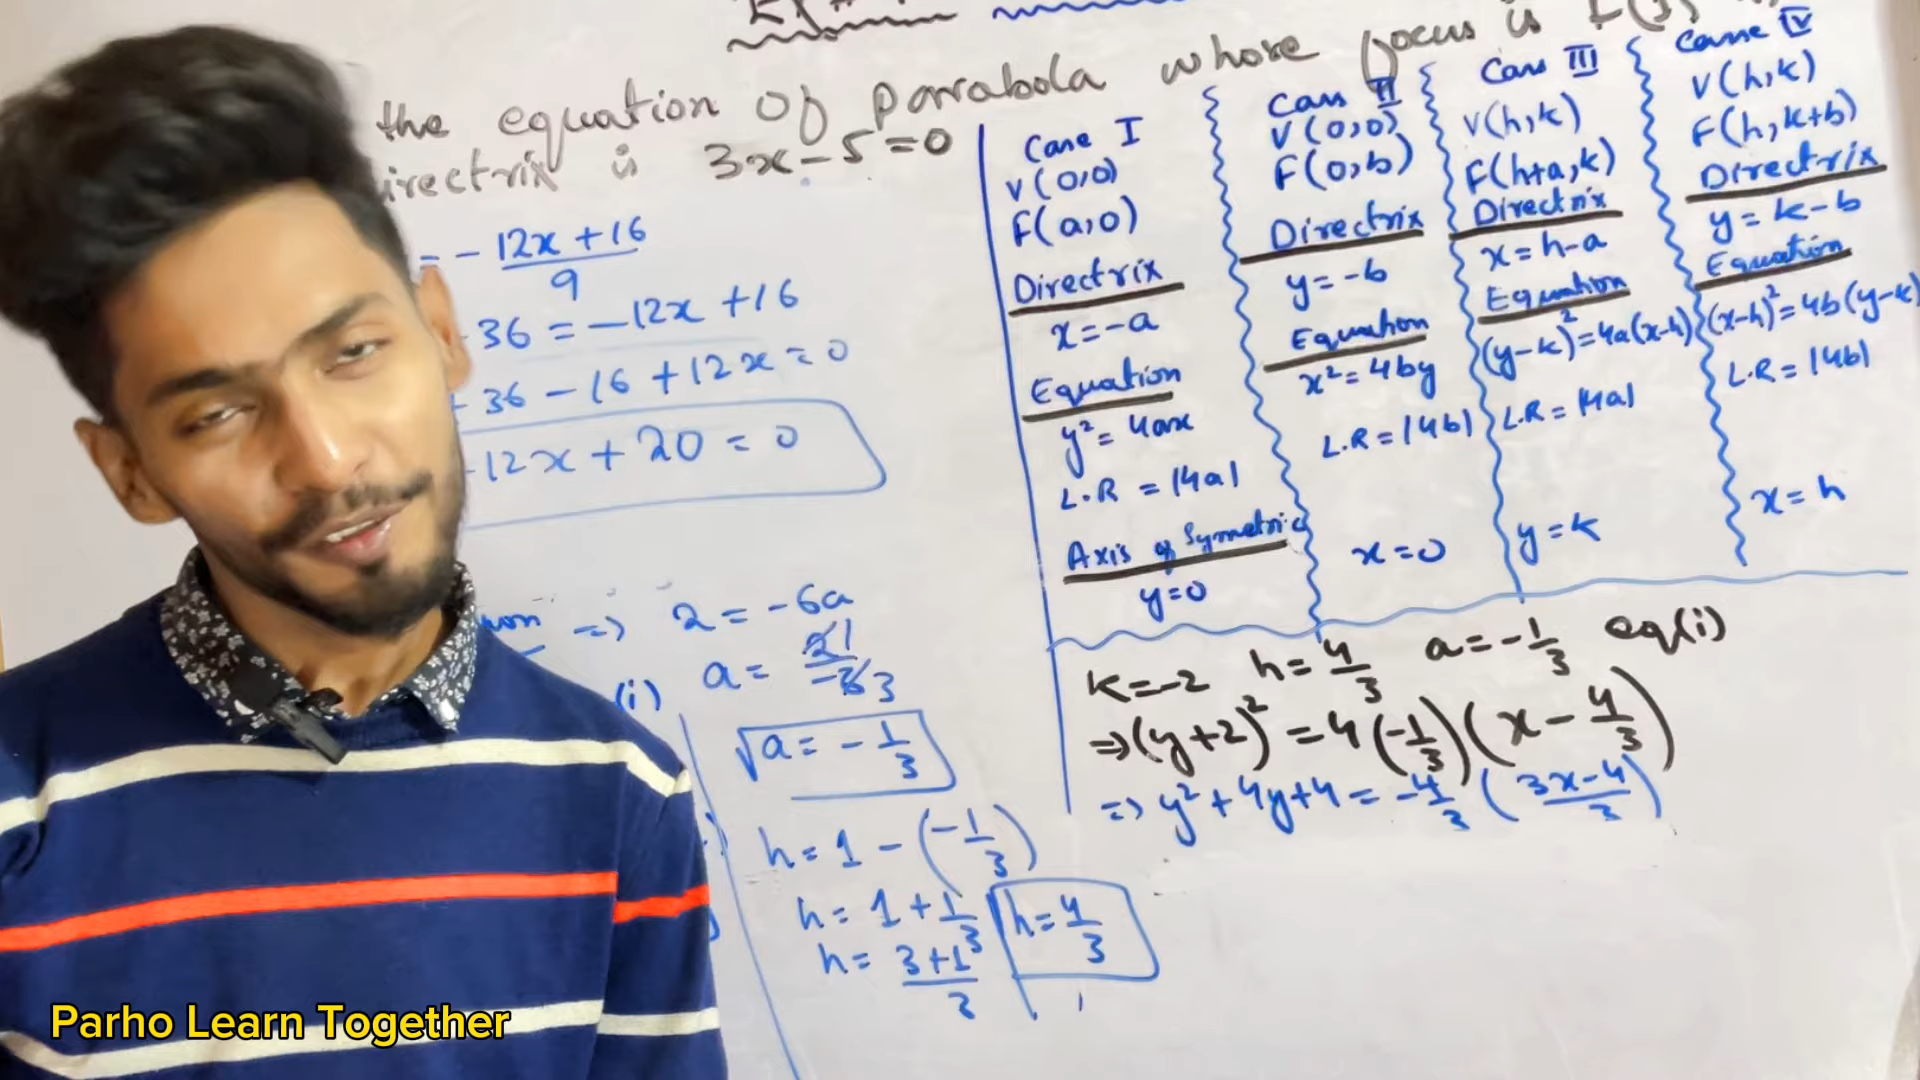 the equation of parrabola whose focus is
irectrix is 3x-5=0
= - 12x+16/9
36 = -12x +16
36 - 16 +12x = 0
12x + 20 = 0
=> 2 = -6a
(i) a = 21/-63
√a = -1/3
h = 1 - (-1/3)
h = 1 + 1/3
h = 3+1/3
h = 4/3
Case I
V(0,0)
F(a,0)
Directrix
x = -a
Equation
y² = 4ax
L.R = |4a|
Axis of Symetric
y=0
Case II
V(0,0)
F(0,b)
Directrix
y = -b
Equation
x² = 4by
L.R = |4b|
x = 0
Case III
V(h,k)
F(h+a,k)
Directrix
x = h-a
Equation
(y-k)² = 4a(x-h)
L.R = |4a|
y = k
Case IV
V(h,k)
F(h,k+b)
Directrix
y = k-b
Equation
(x-h)² = 4b(y-k)
L.R = |4b|
x = h
k=-2 h=4/3 a=-1/3 eq(i)
=> (y+2)² = 4(-1/3)(x - 4/3)
=> y² + 4y + 4 = -4/3 (3x-4/3)
Parho Learn Together